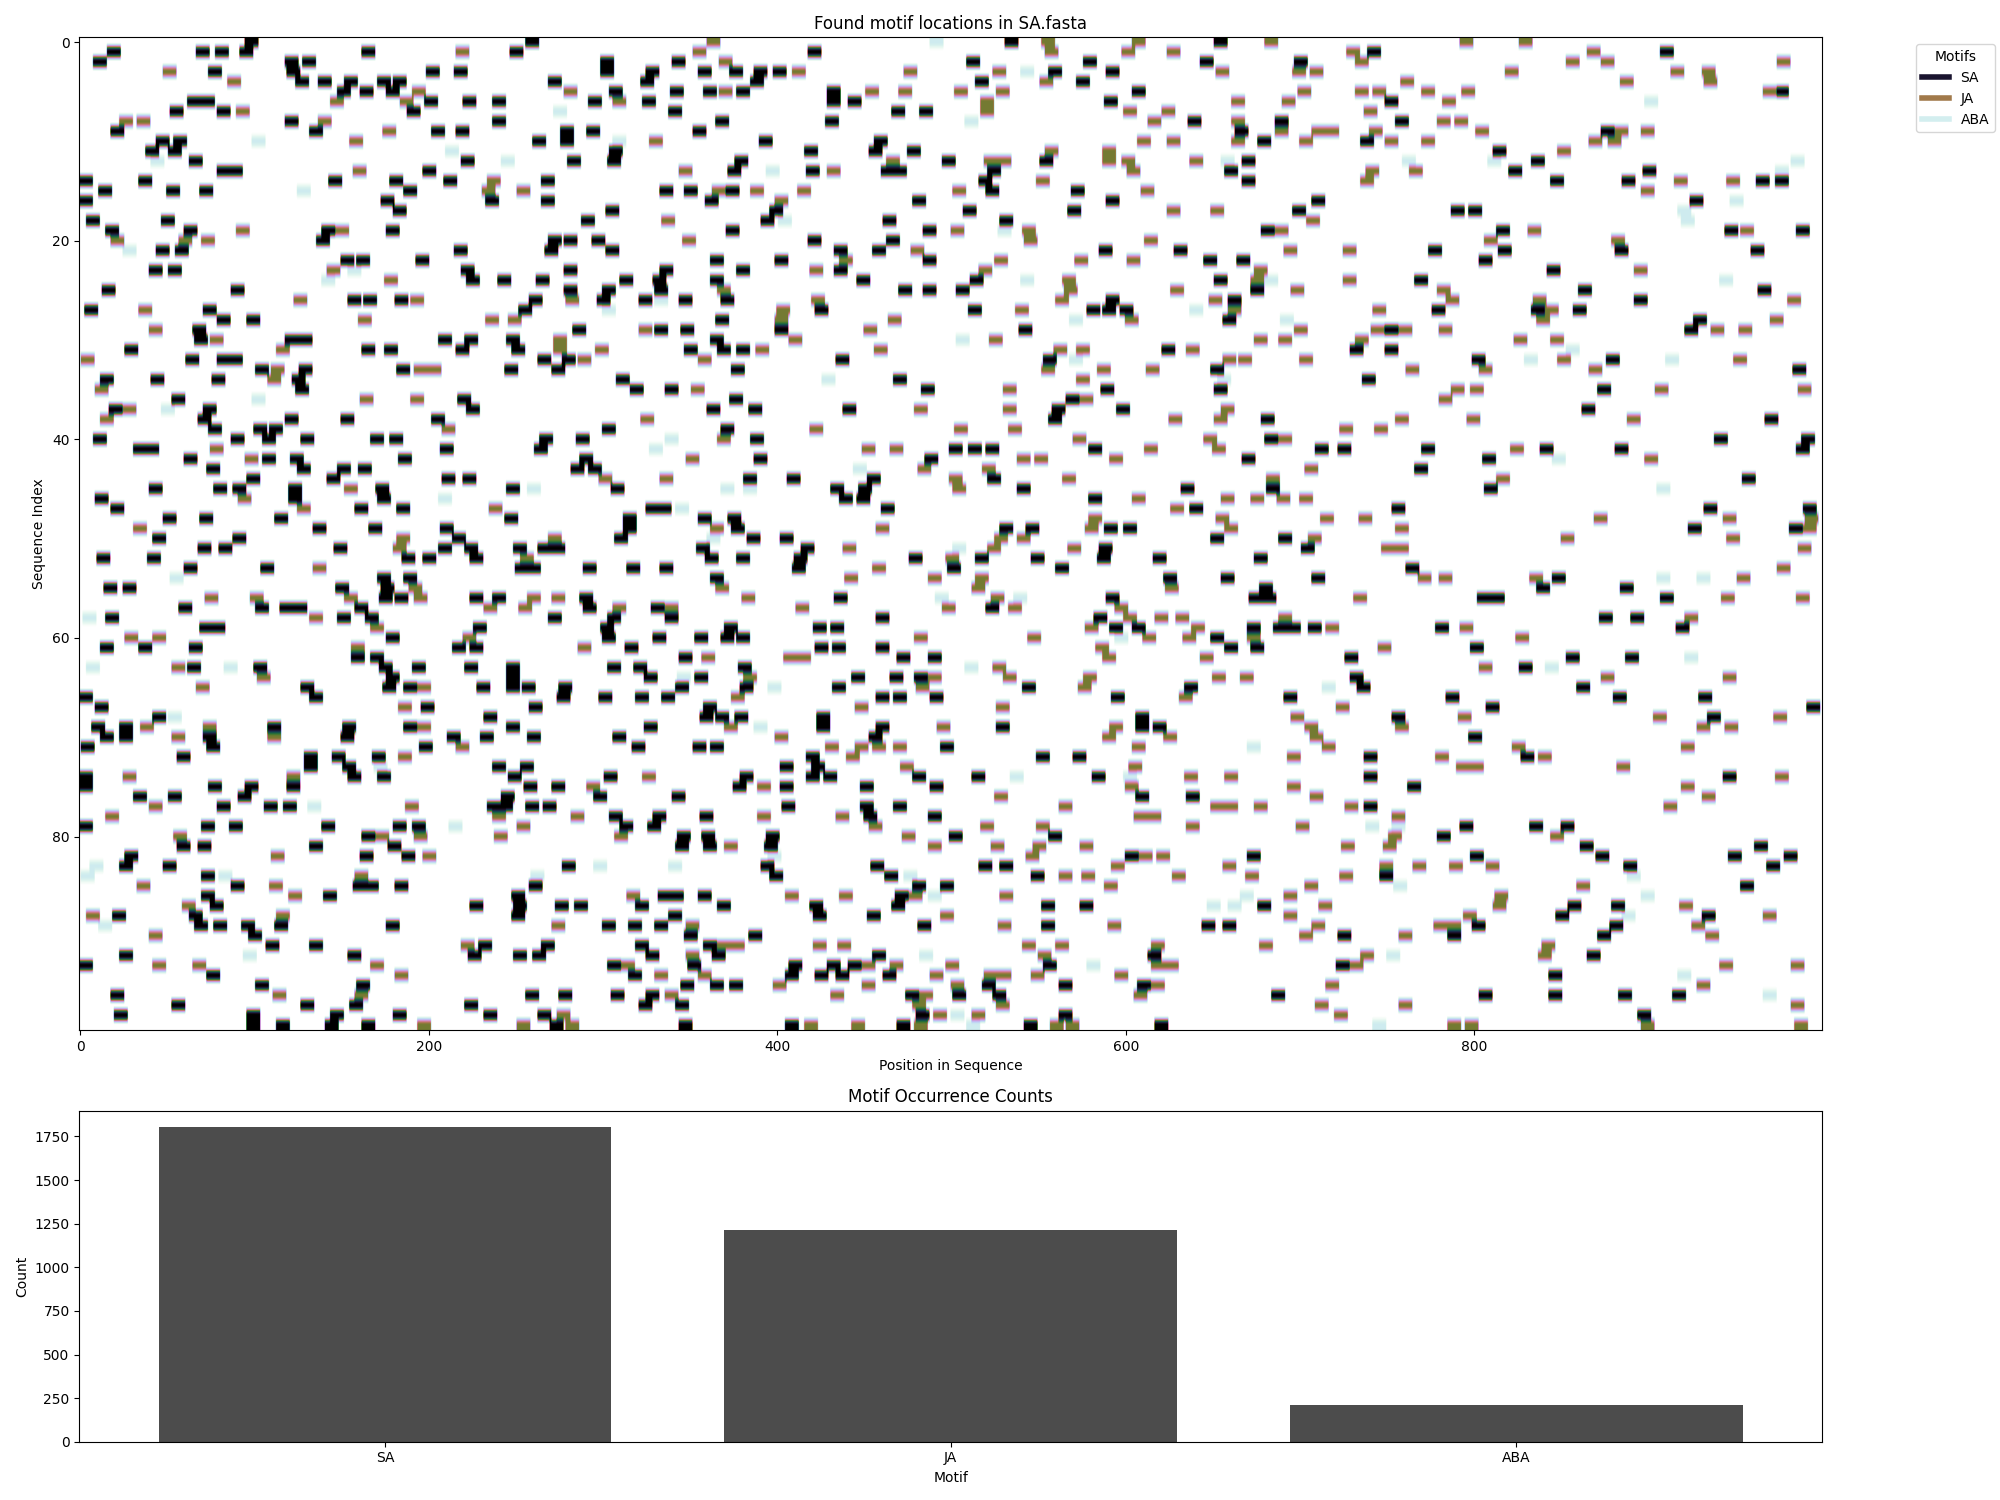 Found motif locations in SA.fasta
0
20
40
60
80
Sequence Index
0
200
400
600
800
Position in Sequence
Motifs
SA
JA
ABA
Motif Occurrence Counts
1750
1500
1250
1000
750
500
250
0
Count
SA
JA
ABA
Motif